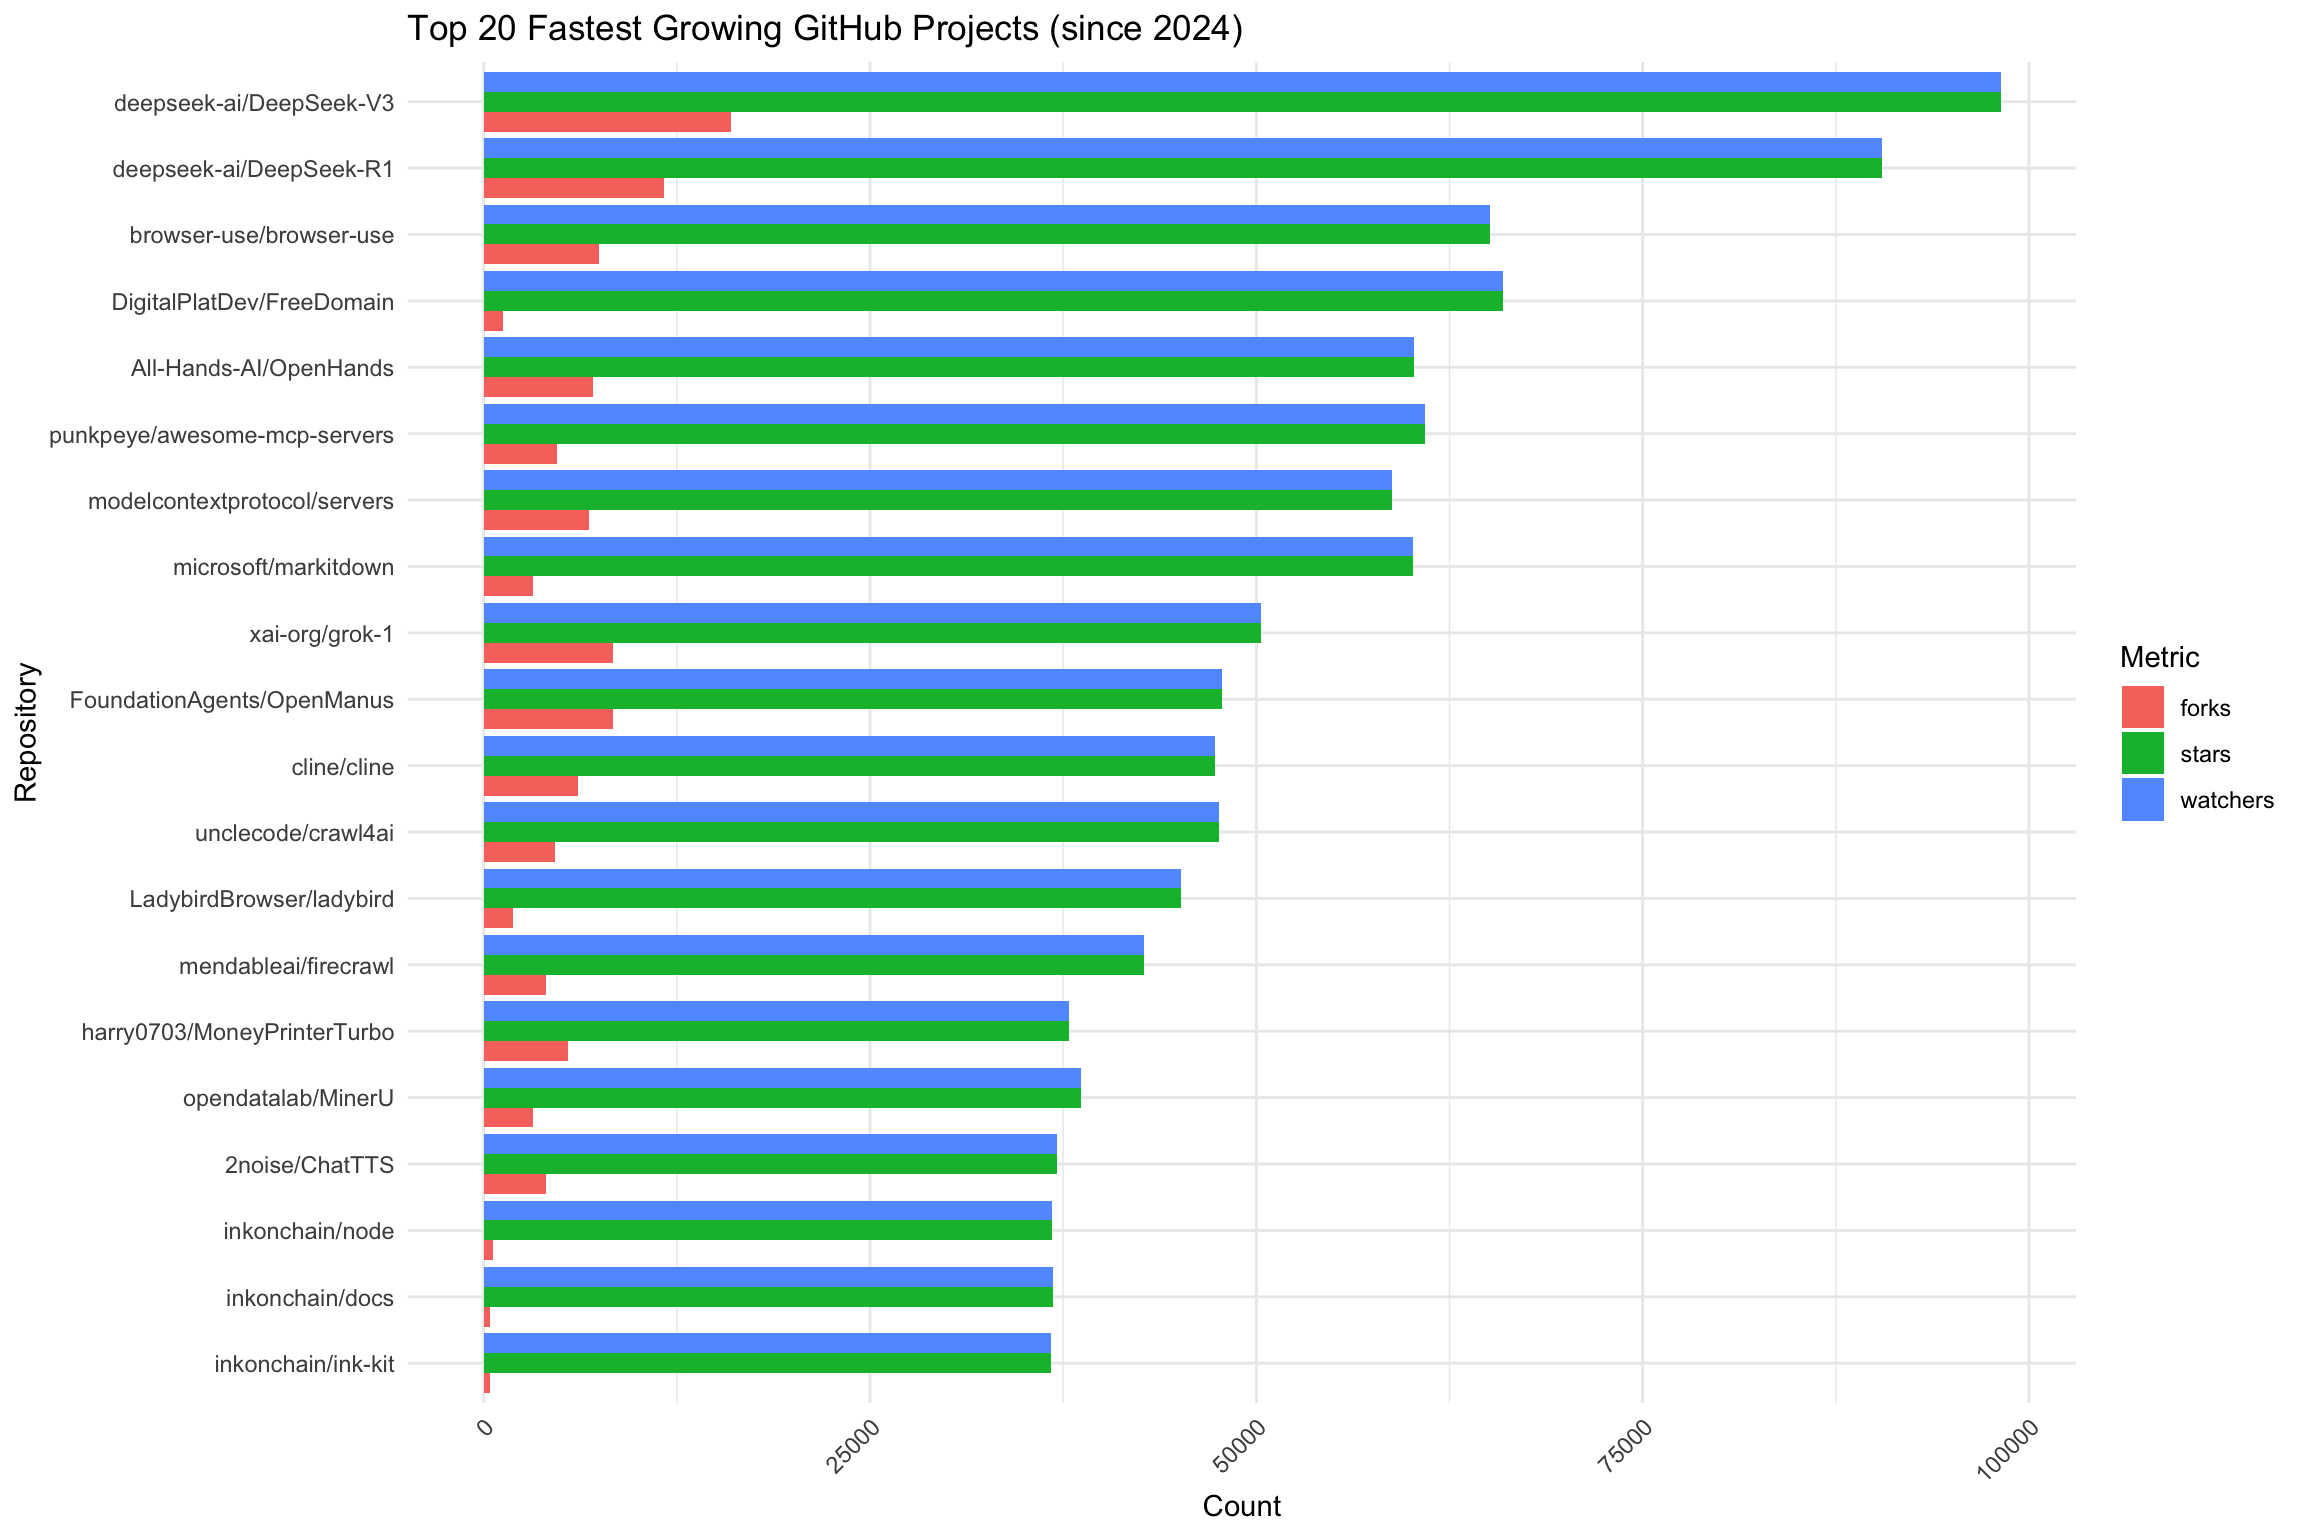 Top 20 Fastest Growing GitHub Projects (since 2024)
deepseek-ai/DeepSeek-V3
deepseek-ai/DeepSeek-R1
browser-use/browser-use
DigitalPlatDev/FreeDomain
All-Hands-AI/OpenHands
punkpeye/awesome-mcp-servers
modelcontextprotocol/servers
microsoft/markitdown
xai-org/grok-1
FoundationAgents/OpenManus
cline/cline
unclecode/crawl4ai
LadybirdBrowser/ladybird
mendableai/firecrawl
harry0703/MoneyPrinterTurbo
opendatalab/MinerU
2noise/ChatTTS
inkonchain/node
inkonchain/docs
inkonchain/ink-kit
Repository
0
25000
50000
75000
100000
Count
Metric
forks
stars
watchers